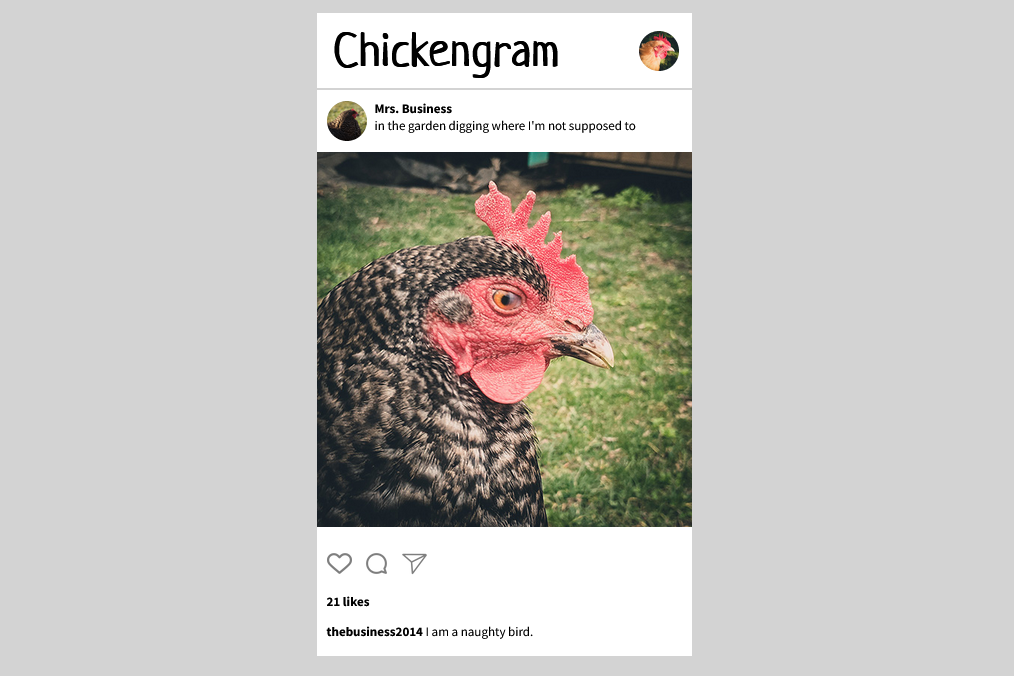 Chickengram
Mrs. Business
in the garden digging where I'm not supposed to
21 likes
thebusiness2014 I am a naughty bird.